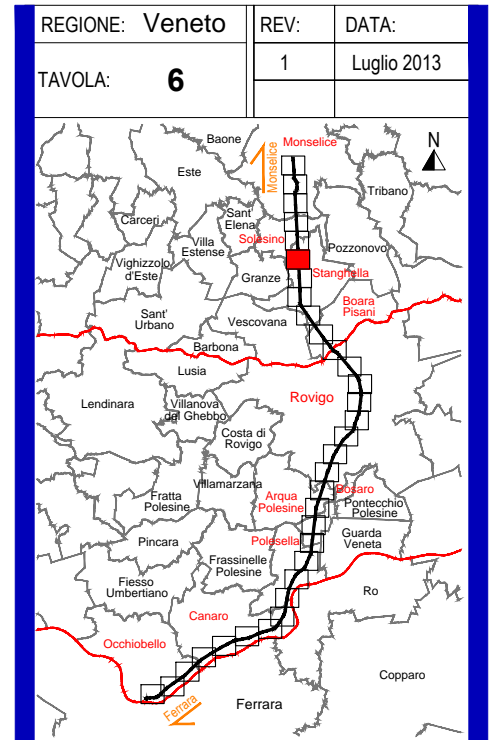 REGIONE: Veneto REV: DATA:
TAVOLA: 6 1 Luglio 2013
Baone
Monselice
N
Monselice
Este
Tribano
Carceri
Sant'
Elena
Solesino
Villa
Estense
Pozzonovo
Vighizzolo
d'Este
Granze
Stanghella
Boara
Pisani
Sant'
Urbano
Vescovana
Barbona
Lusia
Rovigo
Lendinara
Villanova
del Ghebbo
Costa di
Rovigo
Villamarzana
Fratta
Polesine
Arqua
Polesine
Bosaro
Pontecchio
Polesine
Pincara
Polesella
Guarda
Veneta
Frassinelle
Polesine
Fiesso
Umbertiano
Ro
Canaro
Occhiobello
Copparo
Ferrara
Ferrara